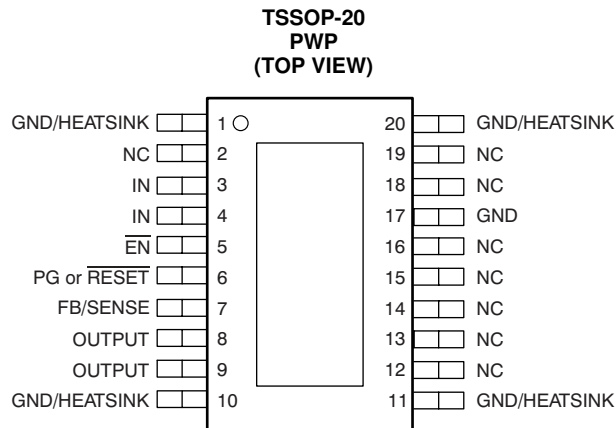 TSSOP-20
PWP
(TOP VIEW)
GND/HEATSINK 1 20 GND/HEATSINK
NC 2 19 NC
IN 3 18 NC
IN 4 17 GND
E̅N̅ 5 16 NC
PG or R̅E̅S̅E̅T̅ 6 15 NC
FB/SENSE 7 14 NC
OUTPUT 8 13 NC
OUTPUT 9 12 NC
GND/HEATSINK 10 11 GND/HEATSINK